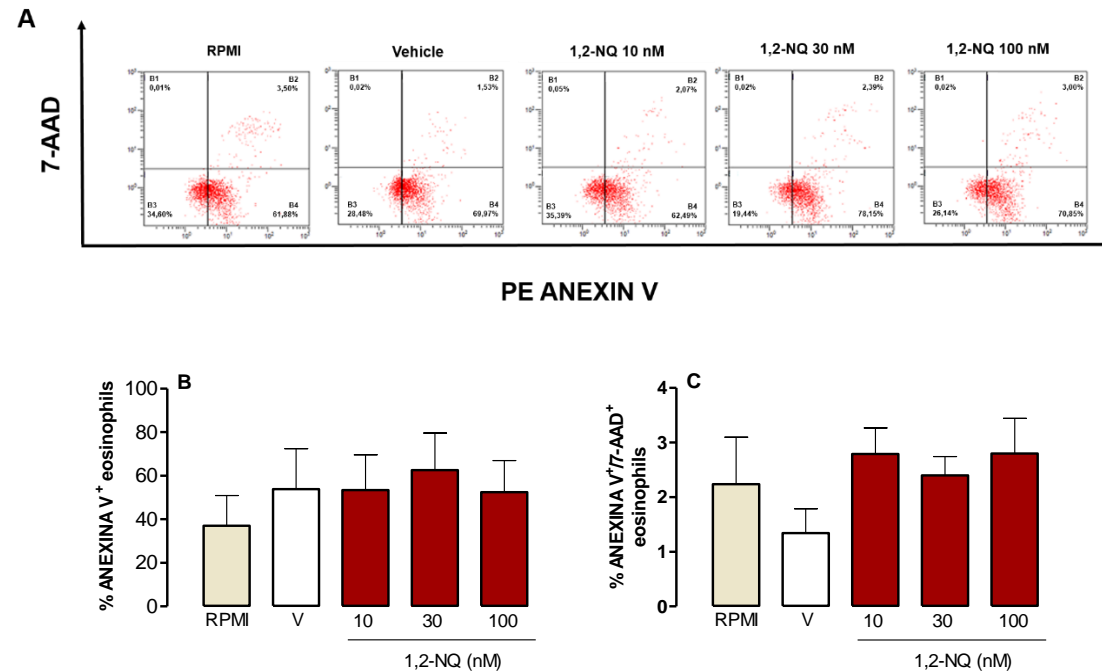 A
RPMI
Vehicle
1,2-NQ 10 nM
1,2-NQ 30 nM
1,2-NQ 100 nM
7-AAD
B1
0,01%
B2
3,50%
B3
34,60%
B4
61,88%
B1
0,02%
B2
1,53%
B3
28,48%
B4
69,97%
B1
0,05%
B2
2,07%
B3
35,39%
B4
62,49%
B1
0,02%
B2
2,39%
B3
19,44%
B4
78,15%
B1
0,02%
B2
3,00%
B3
26,14%
B4
70,85%
PE ANEXIN V
B
% ANEXINA V+ eosinophils
100
80
60
40
20
0
RPMI V 10 30 100
1,2-NQ (nM)
C
% ANEXINA V+/7-AAD+
eosinophils
4
3
2
1
0
RPMI V 10 30 100
1,2-NQ (nM)